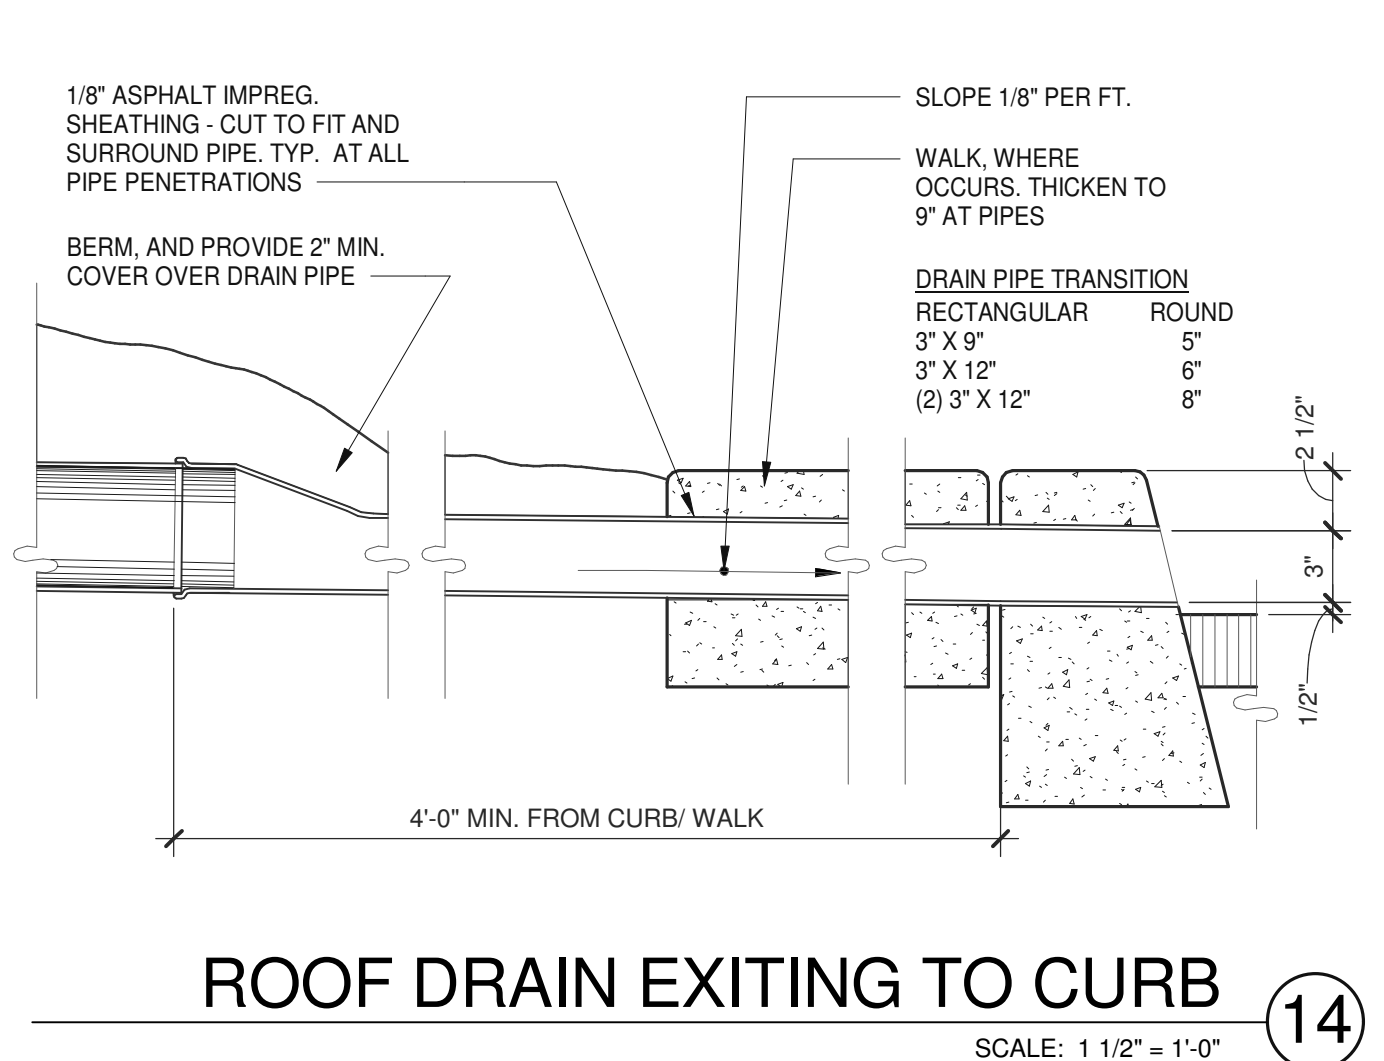 1/8" ASPHALT IMPREG.
SHEATHING - CUT TO FIT AND
SURROUND PIPE. TYP. AT ALL
PIPE PENETRATIONS
BERM, AND PROVIDE 2" MIN.
COVER OVER DRAIN PIPE
SLOPE 1/8" PER FT.
WALK, WHERE
OCCURS. THICKEN TO
9" AT PIPES
DRAIN PIPE TRANSITION
RECTANGULAR ROUND
3" X 9" 5"
3" X 12" 6"
(2) 3" X 12" 8"
2 1/2"
3"
1/2"
4'-0" MIN. FROM CURB/ WALK
ROOF DRAIN EXITING TO CURB
14
SCALE: 1 1/2" = 1'-0"